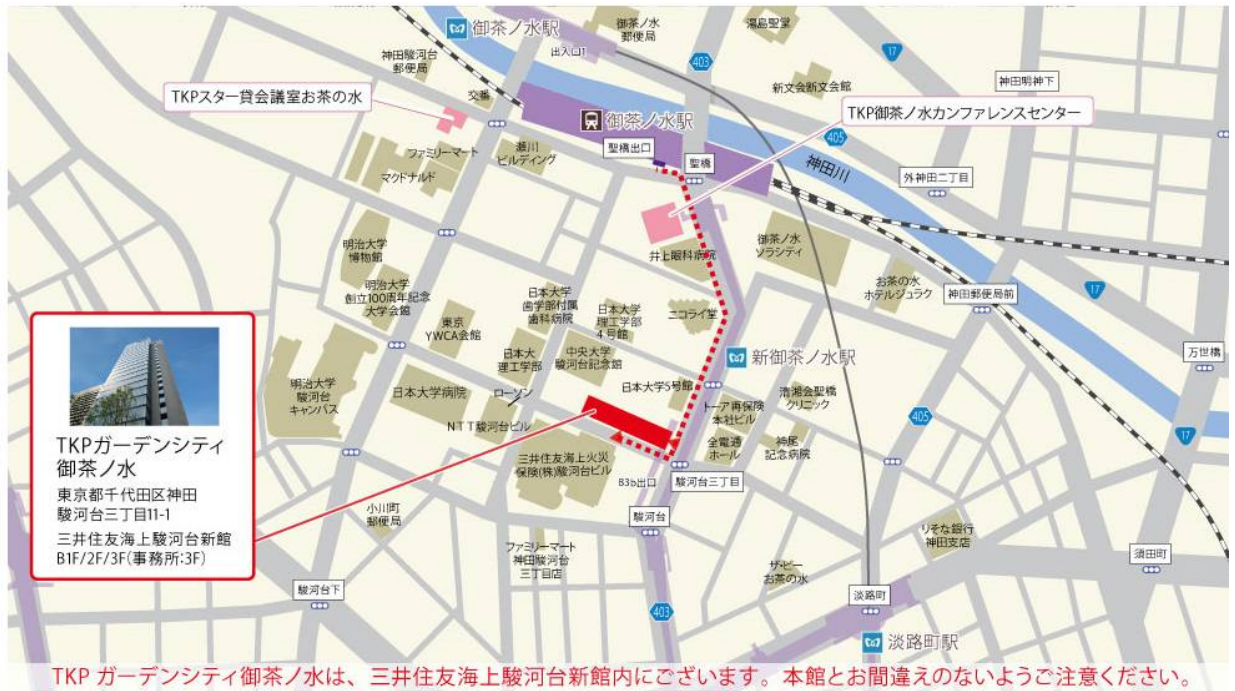 御茶ノ水駅
御茶ノ水
郵便局
湯島聖堂
17
出入口1
403
神田駿河台
郵便局
新文会断文会館
神田明神下
TKPスター貸会議室お茶の水
交番
御茶ノ水駅
TKP御茶ノ水カンファレンスセンター
405
ファミリーマート
瀬川
ビルディング
聖橋出口
聖橋
神田川
外神田二丁目
マクドナルド
明治大学
博物館
井上眼科病院
御茶ノ水
ソラシティ
お茶の水
ホテルジュラク
神田郵便局前
17
明治大学
創立100周年記念
大学会館
日本大学
歯学部付属
歯科病院
日本大学
理工学部
4号館
ニコライ堂
東京
YWCA会館
日本大
理工学部
中央大学
駿河台記念館
新御茶ノ水駅
万世橋
明治大学
駿河台
キャンパス
日本大学病院
ローソン
日本大学5号館
トーア再保険
本社ビル
清湘会聖橋
クリニック
405
17
NTT駿河台ビル
三井住友海上火災
保険(株)駿河台ビル
全電通
ホール
神尾
記念病院
B3b出口
駿河台三丁目
TKPガーデンシティ
御茶ノ水
東京都千代田区神田
駿河台三丁目11-1
三井住友海上駿河台新館
B1F/2F/3F(事務所:3F)
小川町
郵便局
駿河台
りそな銀行
神田支店
ファミリーマート
神田駿河台
三丁目店
須田町
ザ・ビー
お茶の水
駿河台下
403
淡路町
淡路町駅
TKP ガーデンシティ御茶ノ水は、三井住友海上駿河台新館内にございます。本館とお間違えのないようご注意ください。